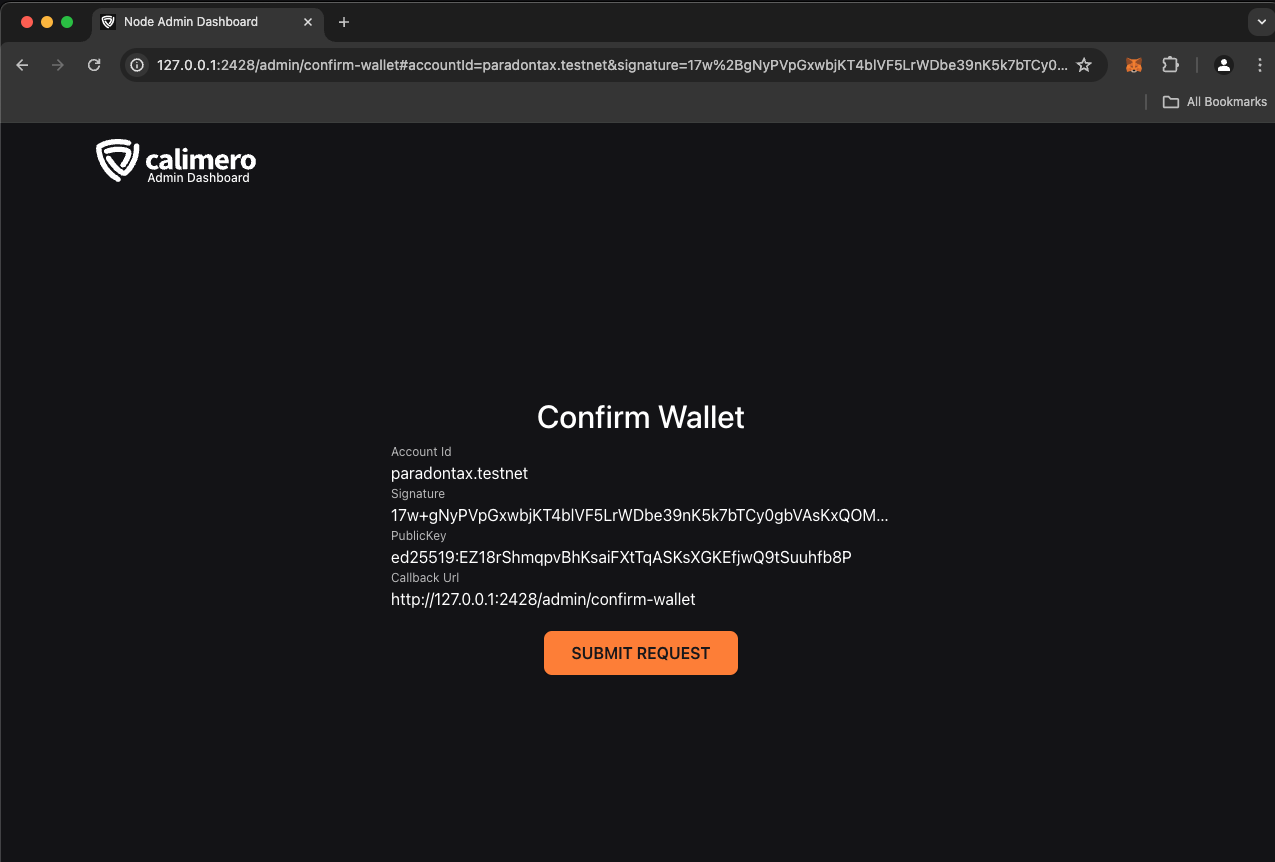 Node Admin Dashboard
127.0.0.1:2428/admin/confirm-wallet#accountId=paradontax.testnet&signature=17w%2BgNyPVpGxwbjKT4blVF5LrWDbe39nK5k7bTCy0...
All Bookmarks
calimero
Admin Dashboard
Confirm Wallet
Account Id
paradontax.testnet
Signature
17w+gNyPVpGxwbjKT4blVF5LrWDbe39nK5k7bTCy0gbVAsKxQOM...
PublicKey
ed25519:EZ18rShmqpvBhKsaiFXtTqASKsXGKEfjwQ9tSuuhfb8P
Callback Url
http://127.0.0.1:2428/admin/confirm-wallet
SUBMIT REQUEST